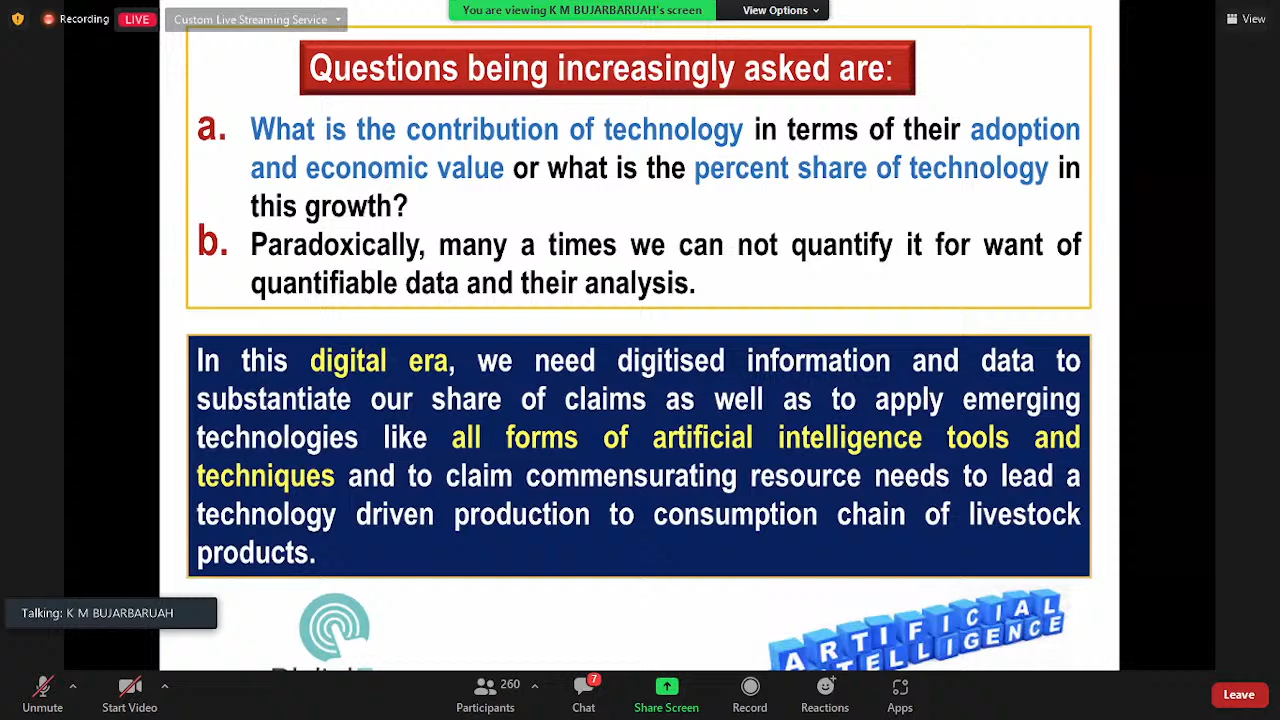 Recording
LIVE
Custom Live Streaming Service
You are viewing K M BUJARBARUAH's screen
View Options
View
Questions being increasingly asked are:
a. What is the contribution of technology in terms of their adoption
and economic value or what is the percent share of technology in
this growth?
b. Paradoxically, many a times we can not quantify it for want of
quantifiable data and their analysis.
In this digital era, we need digitised information and data to
substantiate our share of claims as well as to apply emerging
technologies like all forms of artificial intelligence tools and
techniques and to claim commensurating resource needs to lead a
technology driven production to consumption chain of livestock
products.
Talking: K M BUJARBARUAH
ARTIFICIAL
INTELLIGENCE
Unmute
Start Video
260
Participants
7
Chat
Share Screen
Record
Reactions
Apps
Leave